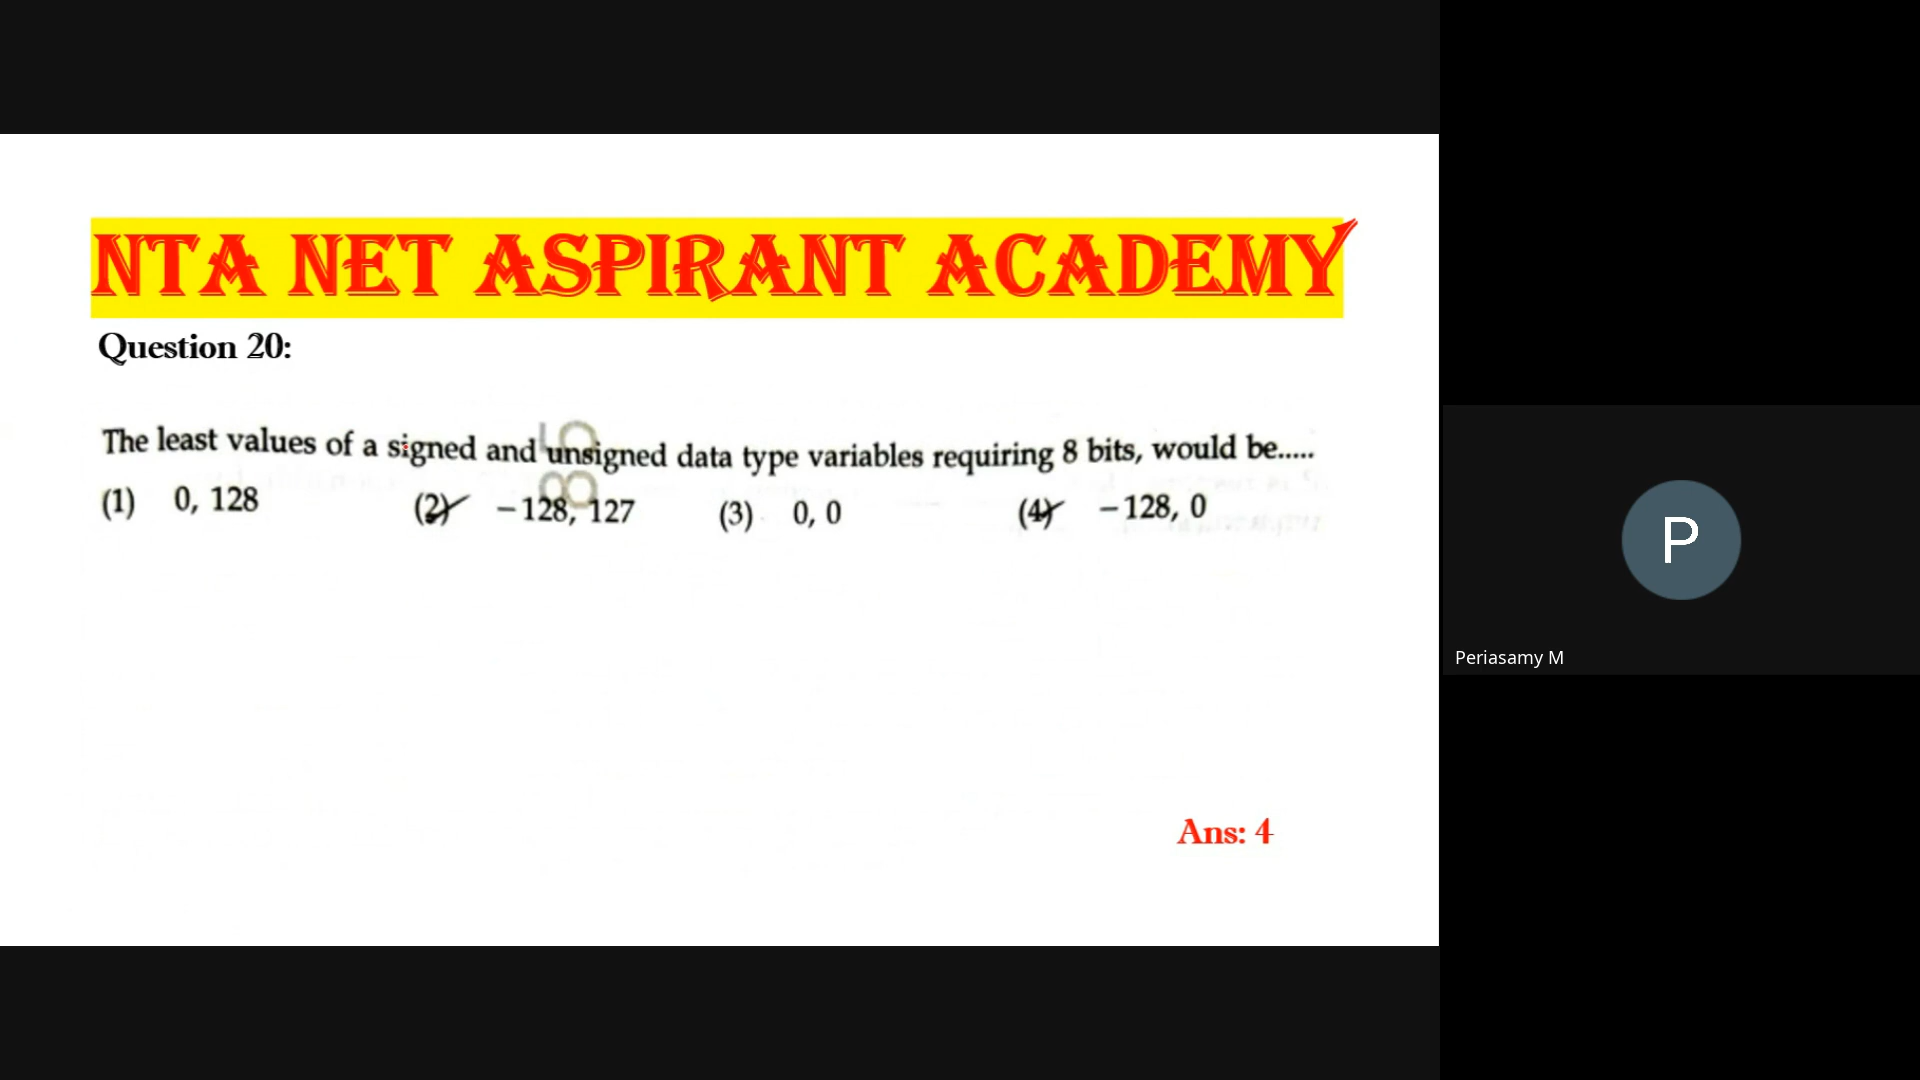 NTA NET ASPIRANT ACADEMY
Question 20:
The least values of a signed and unsigned data type variables requiring 8 bits, would be.....
(1) 0, 128 (2) –128, 127 (3) 0, 0 (4) –128, 0
Ans: 4
P
Periasamy M